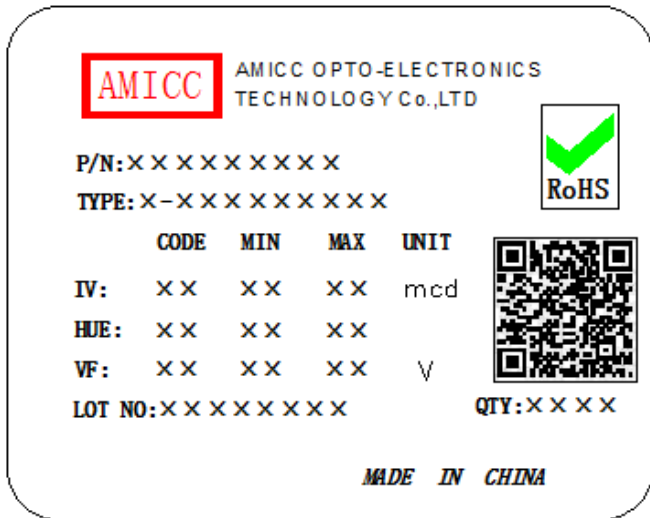 AMICC
AMICC OPTO-ELECTRONICS
TECHNOLOGY Co.,LTD
P/N:×××××××××
RoHS
TYPE:×-×××××××××
CODE MIN MAX UNIT
IV: ×× ×× ×× mcd
HUE: ×× ×× ××
VF: ×× ×× ×× V
LOT NO:×××××××× QTY:××××
MADE IN CHINA